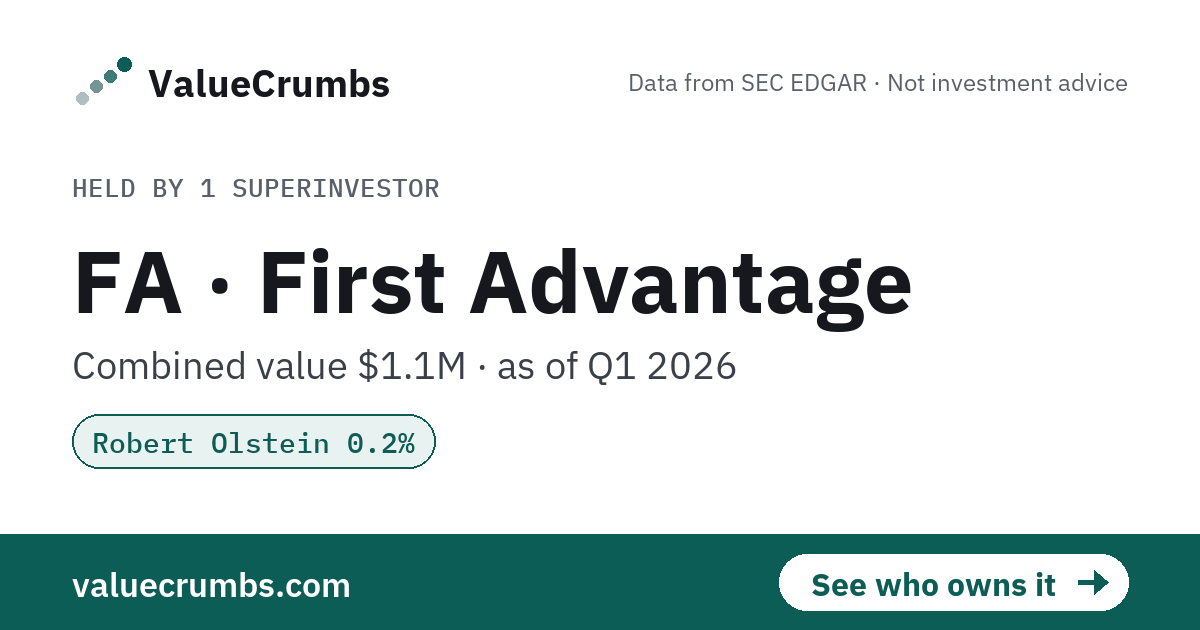 ValueCrumbs
Data from SEC EDGAR · Not investment advice
HELD BY 1 SUPERINVESTOR
FA · First Advantage
Combined value $1.1M · as of Q1 2026
Robert Olstein 0.2%
valuecrumbs.com
See who owns it →